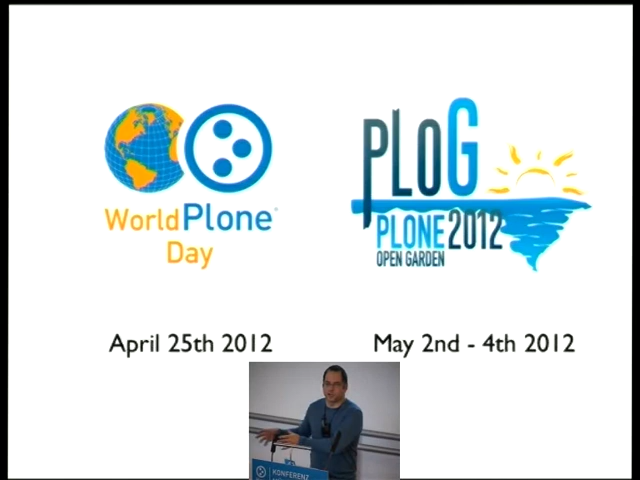 World Plone
Day
PLOG
PLONE 2012
OPEN GARDEN
April 25th 2012
May 2nd - 4th 2012
KONFERENZ